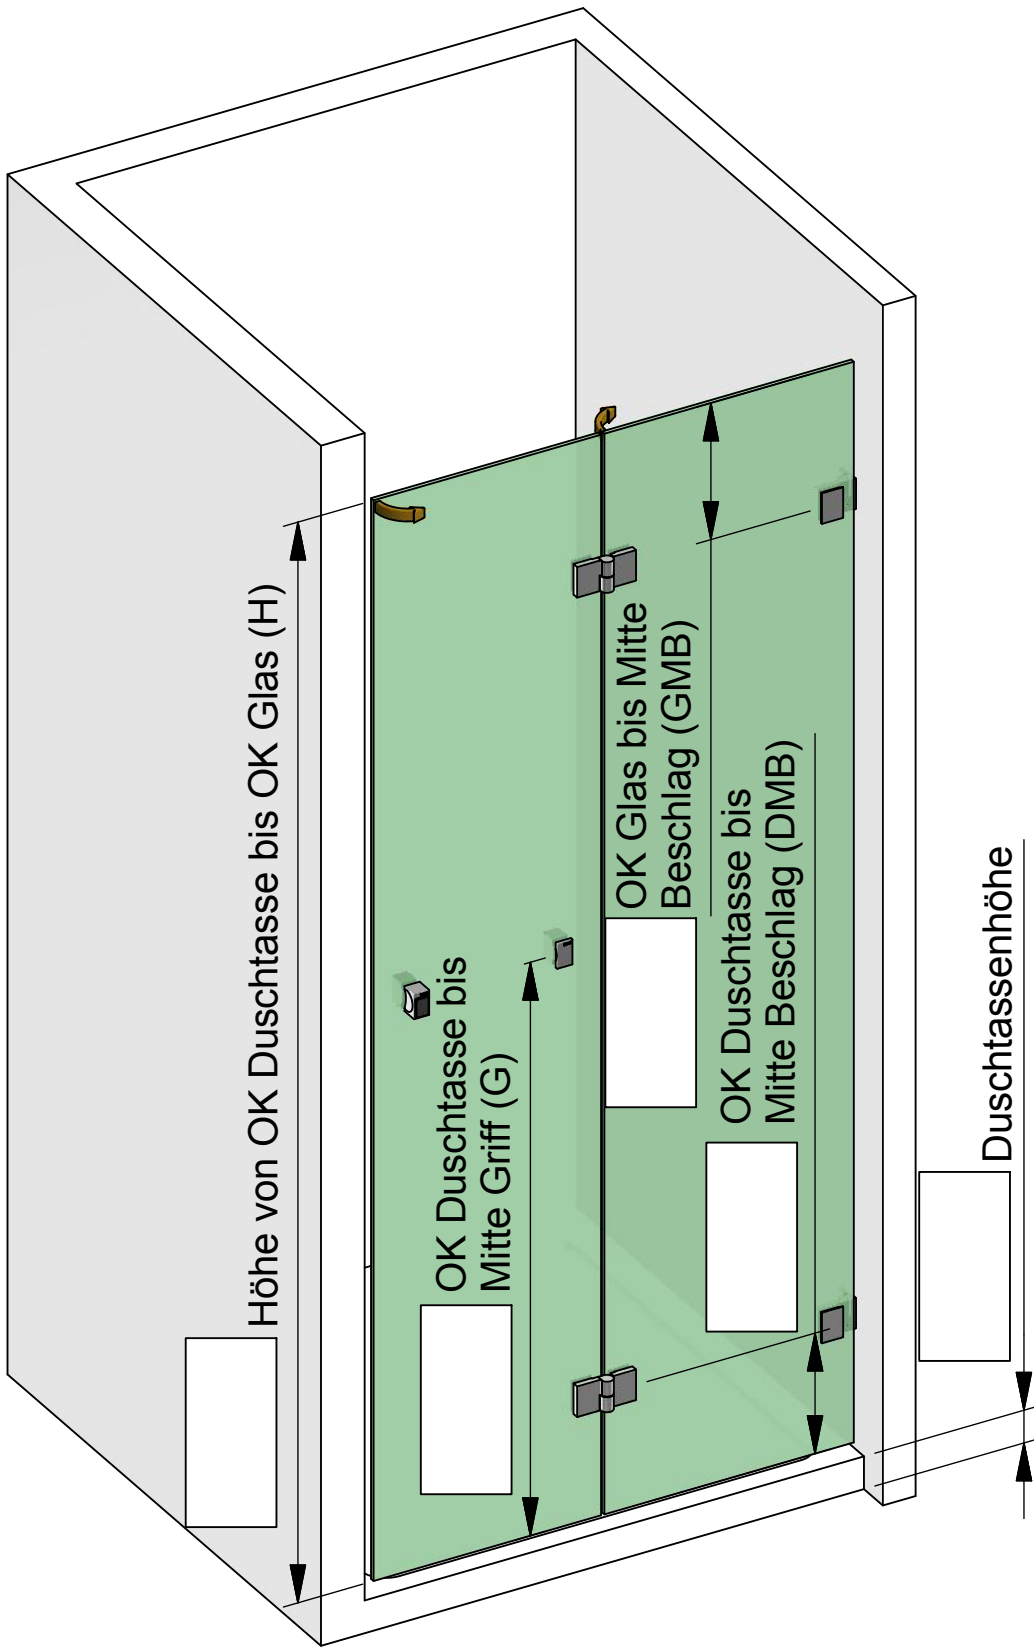 Höhe von OK Duschtasse bis OK Glas (H)
OK Duschtasse bis
Mitte Griff (G)
OK Glas bis Mitte
Beschlag (GMB)
OK Duschtasse bis
Mitte Beschlag (DMB)
Duschtassenhöhe